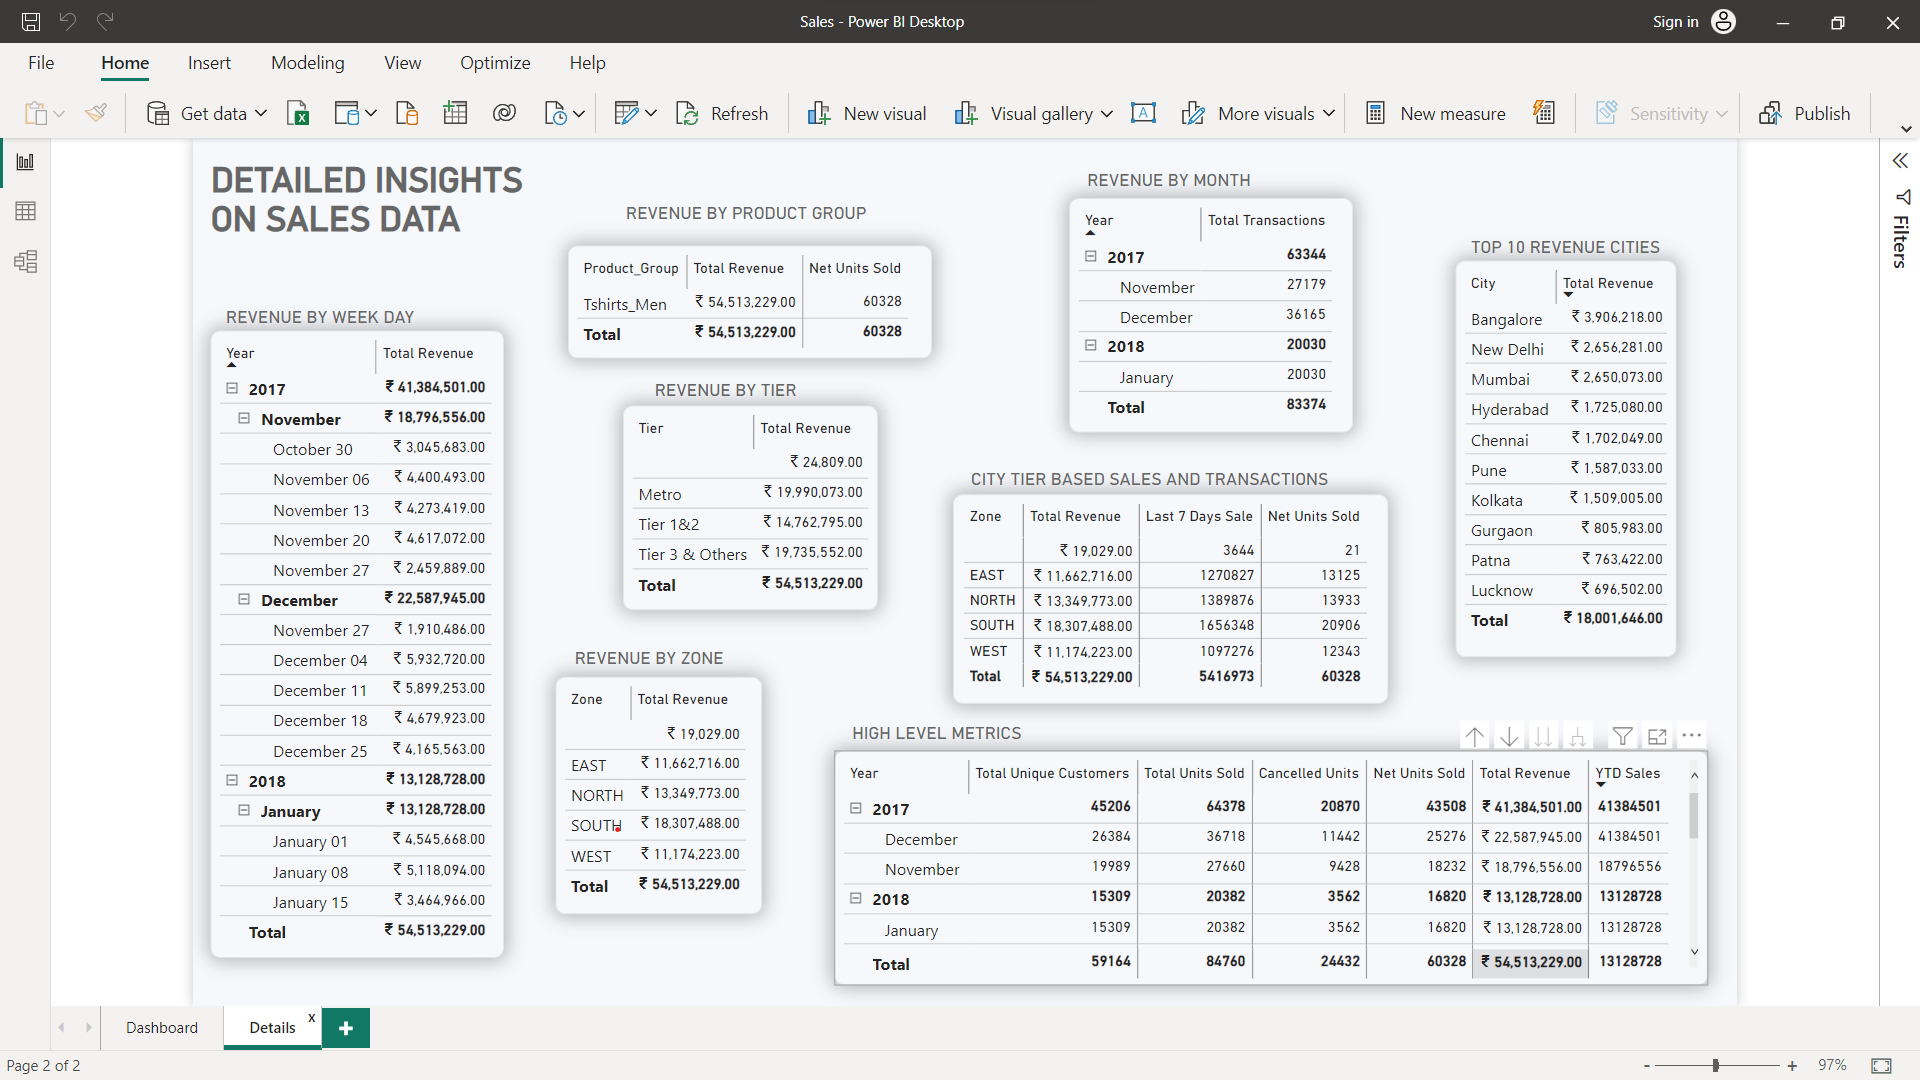 Sales - Power BI Desktop
Sign in
File Home Insert Modeling View Optimize Help
Get data Refresh New visual Visual gallery More visuals New measure Sensitivity Publish
DETAILED INSIGHTS
ON SALES DATA
REVENUE BY WEEK DAY
Year Total Revenue
2017 ₹ 41,384,501.00
November ₹ 18,796,556.00
October 30 ₹ 3,045,683.00
November 06 ₹ 4,400,493.00
November 13 ₹ 4,273,419.00
November 20 ₹ 4,617,072.00
November 27 ₹ 2,459,889.00
December ₹ 22,587,945.00
November 27 ₹ 1,910,486.00
December 04 ₹ 5,932,720.00
December 11 ₹ 5,899,253.00
December 18 ₹ 4,679,923.00
December 25 ₹ 4,165,563.00
2018 ₹ 13,128,728.00
January ₹ 13,128,728.00
January 01 ₹ 4,545,668.00
January 08 ₹ 5,118,094.00
January 15 ₹ 3,464,966.00
Total ₹ 54,513,229.00
REVENUE BY PRODUCT GROUP
Product_Group Total Revenue Net Units Sold
Tshirts_Men ₹ 54,513,229.00 60328
Total ₹ 54,513,229.00 60328
REVENUE BY TIER
Tier Total Revenue
₹ 24,809.00
Metro ₹ 19,990,073.00
Tier 1&2 ₹ 14,762,795.00
Tier 3 & Others ₹ 19,735,552.00
Total ₹ 54,513,229.00
REVENUE BY ZONE
Zone Total Revenue
₹ 19,029.00
EAST ₹ 11,662,716.00
NORTH ₹ 13,349,773.00
SOUTH ₹ 18,307,488.00
WEST ₹ 11,174,223.00
Total ₹ 54,513,229.00
REVENUE BY MONTH
Year Total Transactions
2017 63344
November 27179
December 36165
2018 20030
January 20030
Total 83374
CITY TIER BASED SALES AND TRANSACTIONS
Zone Total Revenue Last 7 Days Sale Net Units Sold
₹ 19,029.00 3644 21
EAST ₹ 11,662,716.00 1270827 13125
NORTH ₹ 13,349,773.00 1389876 13933
SOUTH ₹ 18,307,488.00 1656348 20906
WEST ₹ 11,174,223.00 1097276 12343
Total ₹ 54,513,229.00 5416973 60328
TOP 10 REVENUE CITIES
City Total Revenue
Bangalore ₹ 3,906,218.00
New Delhi ₹ 2,656,281.00
Mumbai ₹ 2,650,073.00
Hyderabad ₹ 1,725,080.00
Chennai ₹ 1,702,049.00
Pune ₹ 1,587,033.00
Kolkata ₹ 1,509,005.00
Gurgaon ₹ 805,983.00
Patna ₹ 763,422.00
Lucknow ₹ 696,502.00
Total ₹ 18,001,646.00
HIGH LEVEL METRICS
Year Total Unique Customers Total Units Sold Cancelled Units Net Units Sold Total Revenue YTD Sales
2017 45206 64378 20870 43508 ₹ 41,384,501.00 41384501
December 26384 36718 11442 25276 ₹ 22,587,945.00 41384501
November 19989 27660 9428 18232 ₹ 18,796,556.00 18796556
2018 15309 20382 3562 16820 ₹ 13,128,728.00 13128728
January 15309 20382 3562 16820 ₹ 13,128,728.00 13128728
Total 59164 84760 24432 60328 ₹ 54,513,229.00 13128728
Filters
Dashboard Details x +
Page 2 of 2
- + 97%